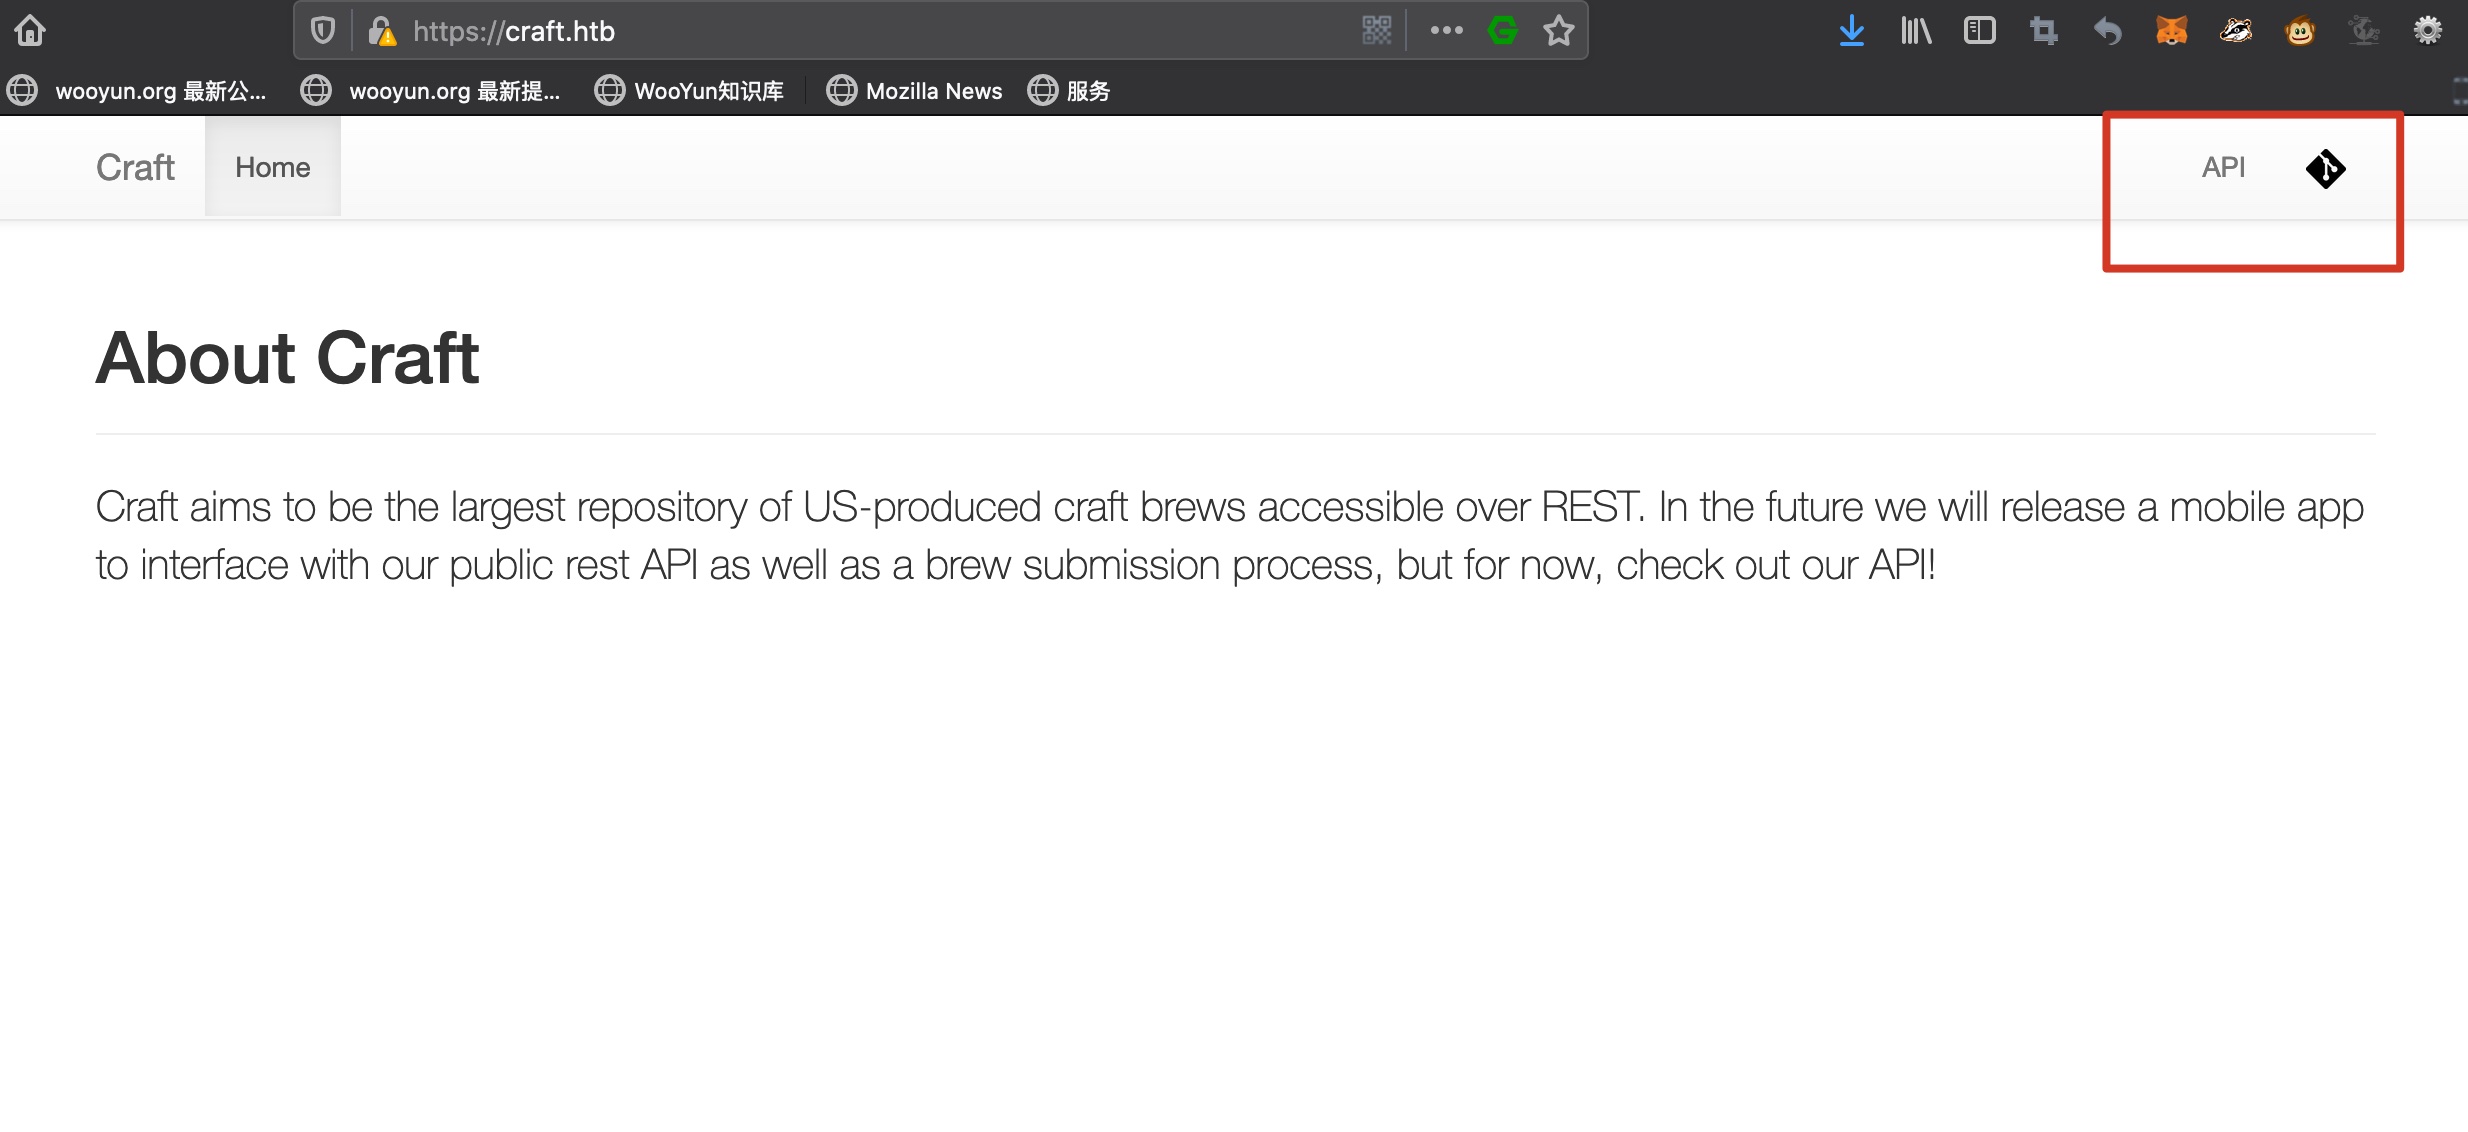 https://craft.htb
wooyun.org 最新公... wooyun.org 最新提... WooYun知识库 Mozilla News 服务
Craft Home API
About Craft
Craft aims to be the largest repository of US-produced craft brews accessible over REST. In the future we will release a mobile app
to interface with our public rest API as well as a brew submission process, but for now, check out our API!